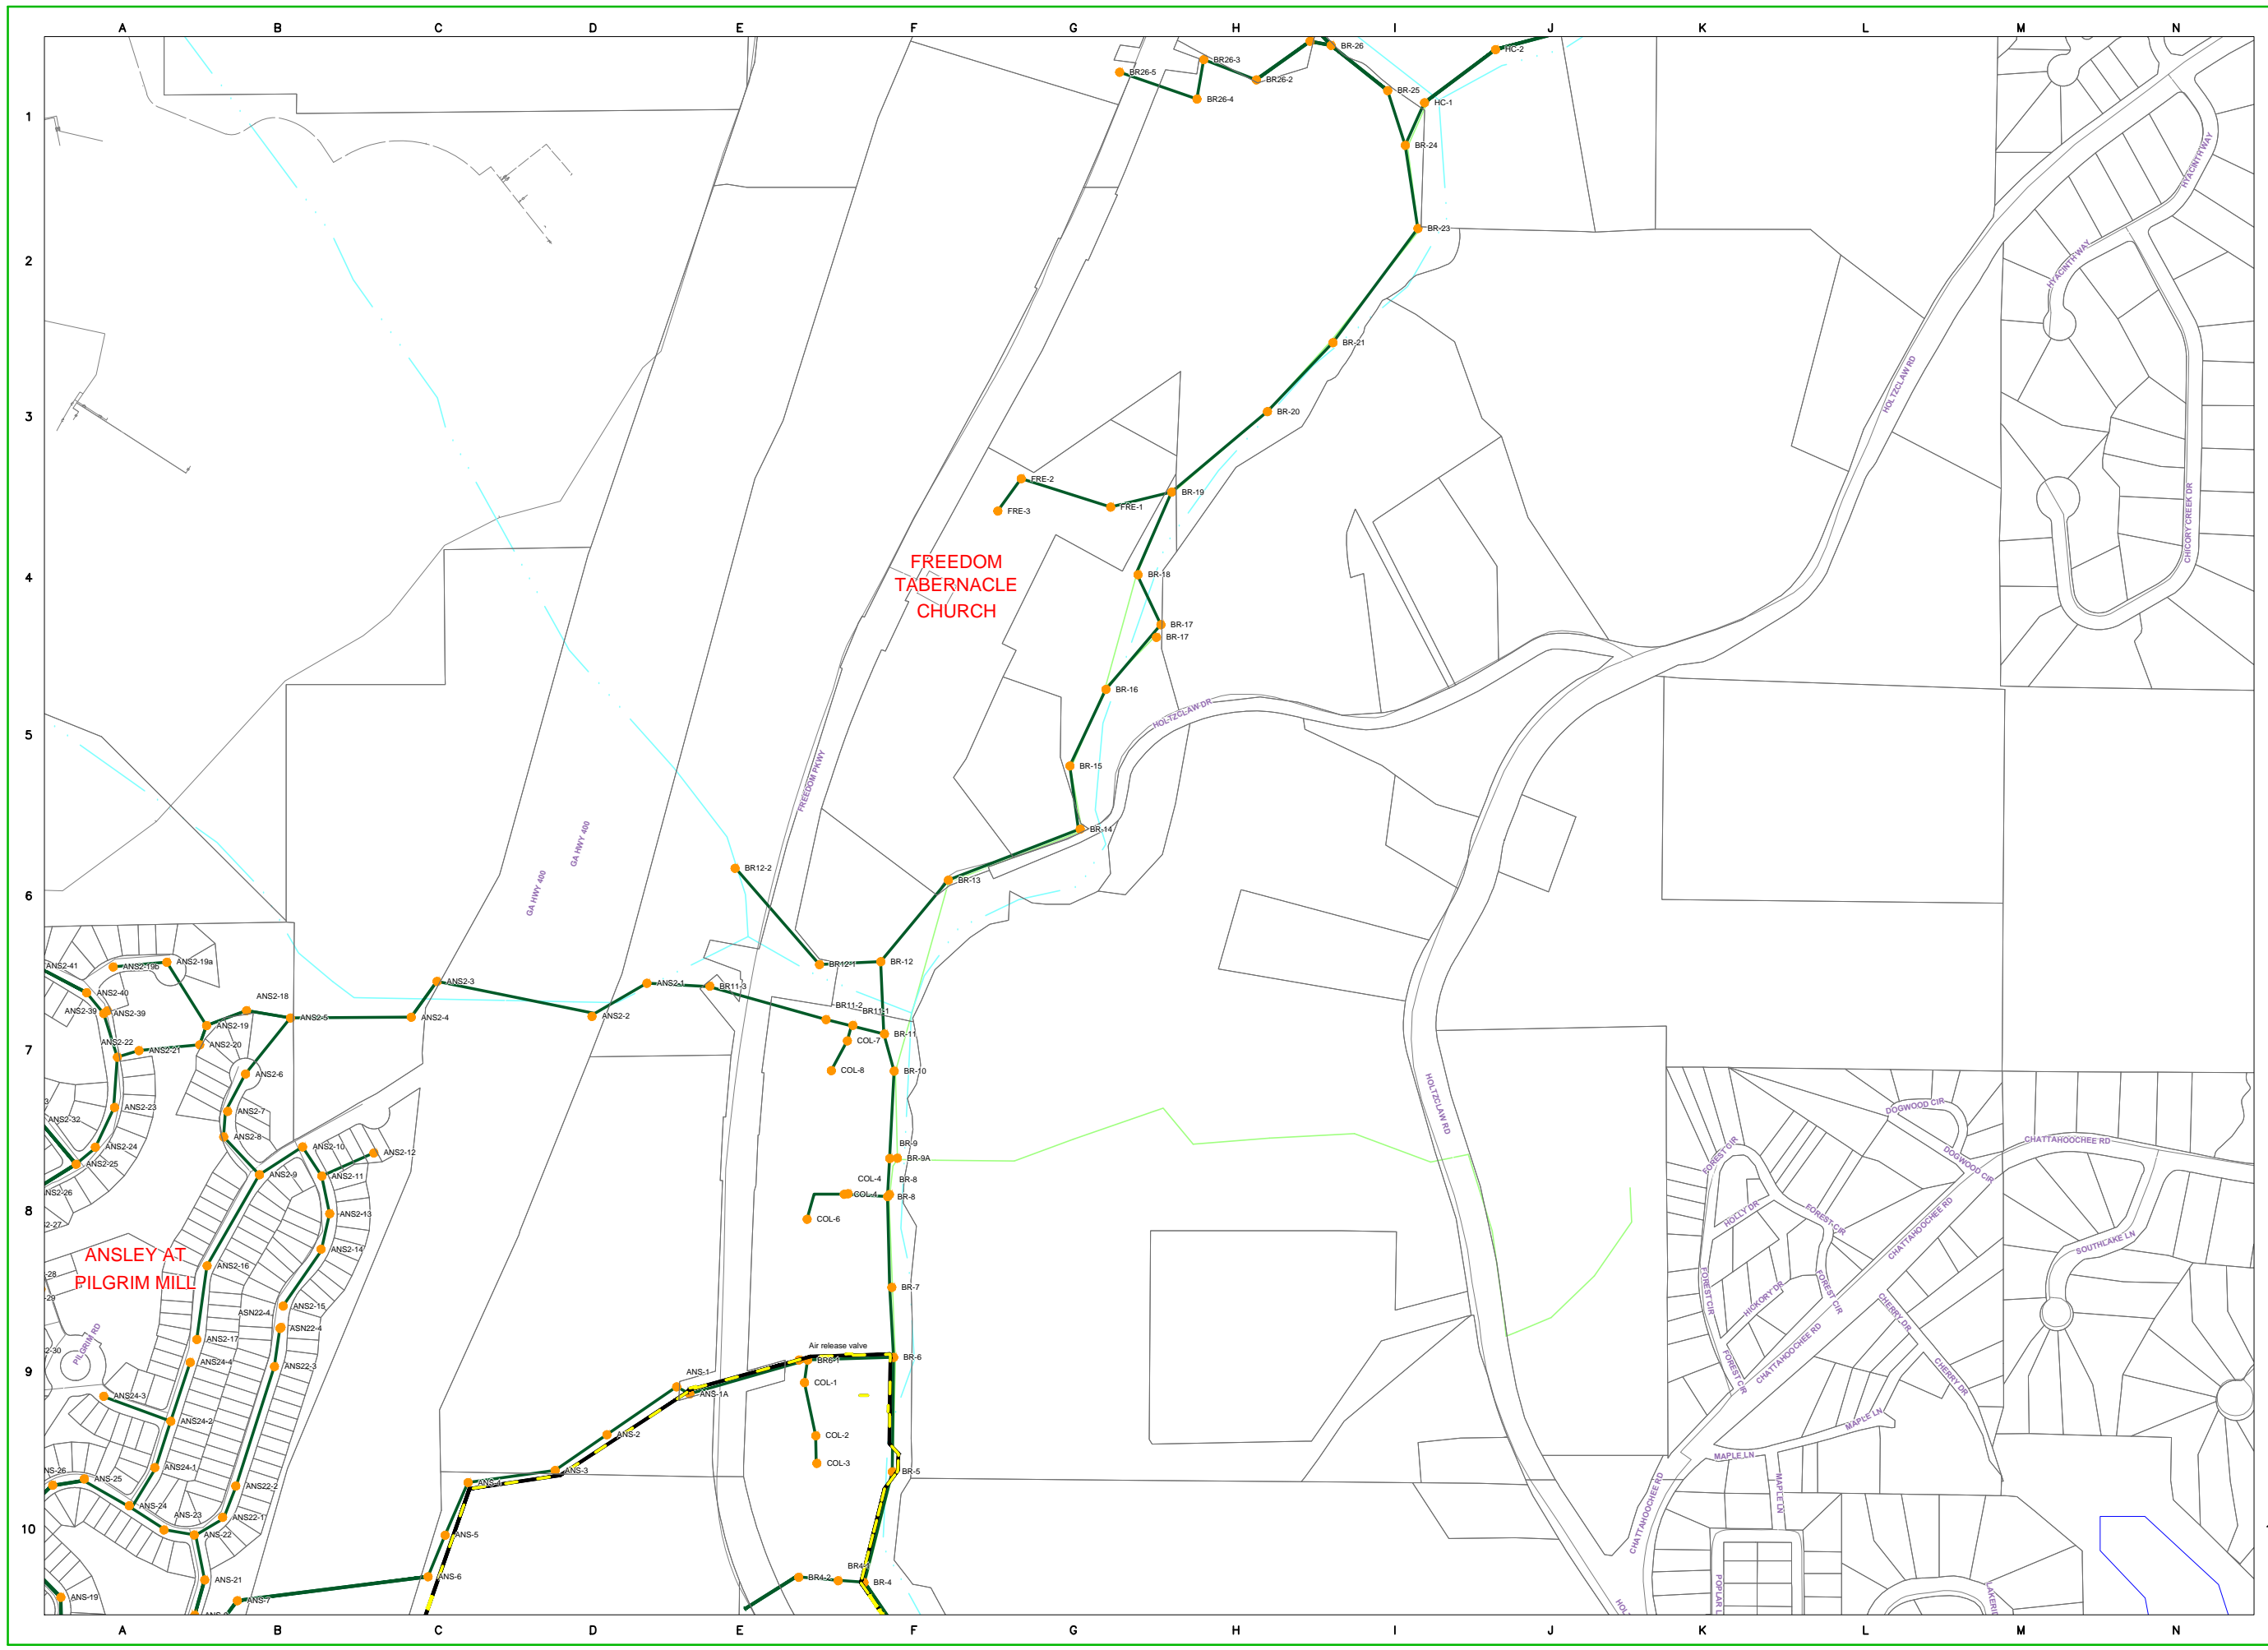 A B C D E F G H I J K L M N
BR-26
HC-2
BR26-3
BR26-5
BR26-2
BR-25
BR26-4
HC-1
1
BR-24
HYACINTH WAY
BR-23
2
HYACINTH WAY
BR-21
HOLTZCLAW RD
3
BR-20
FRE-2
BR-19
FRE-1
FRE-3
CHICORY CREEK DR
FREEDOM
TABERNACLE
CHURCH
4
BR-18
BR-17
BR-17
BR-16
HOLTZCLAW DR
5
BR-15
FREEDOM PKWY
BR-14
GA HWY 400
GA HWY 400
BR12-2
BR-13
6
ANS2-41
ANS2-19b
ANS2-19a
BR12-1
BR-12
ANS2-3
ANS2-1
BR11-3
ANS2-40
ANS2-39
ANS2-39
ANS2-18
ANS2-5
ANS2-4
ANS2-2
BR11-2
BR11-1
ANS2-19
BR-11
COL-7
ANS2-22
ANS2-21
ANS2-20
7
ANS2-6
COL-8
BR-10
3
ANS2-23
ANS2-7
ANS2-32
ANS2-8
HOLTZCLAW RD
DOGWOOD CIR
ANS2-24
ANS2-10
ANS2-12
BR-9
BR-9A
FOREST CIR
CHATTAHOOCHEE RD
ANS2-25
ANS2-9
ANS2-11
DOGWOOD CIR
NS2-26
COL-4
COL-4
BR-8
BR-8
8
2-27
ANS2-13
COL-6
HOLLY DR
FOREST CIR
CHATTAHOOCHEE RD
SOUTHLAKE LN
ANSLEY AT
PILGRIM MILL
ANS2-14
ANS2-16
-28
-29
BR-7
FOREST CIR
HICKORY DR
FOREST CIR
CHERRY DR
ANS2-15
ASN22-4
ANS22-4
PILGRIM RD
ANS2-17
2-30
Air release valve
CHATTAHOOCHEE RD
ANS24-4
ANS22-3
BR6-1
BR-6
9
FOREST CIR
CHERRY DR
ANS-1
ANS-1A
COL-1
ANS24-3
ANS24-2
ANS-2
COL-2
MAPLE LN
MAPLE LN
ANS24-1
COL-3
NS-26
ANS-25
ANS-4
ANS-3
BR-5
ANS22-2
MAPLE LN
CHATTAHOOCHEE RD
ANS-24
ANS-23
ANS22-1
10
ANS-22
ANS-5
ANS-21
ANS-6
BR4-2
BR4-1
BR-4
ANS-19
ANS-7
POPLAR L
LAKERID
HOL
A B C D E F G H I J K L M N